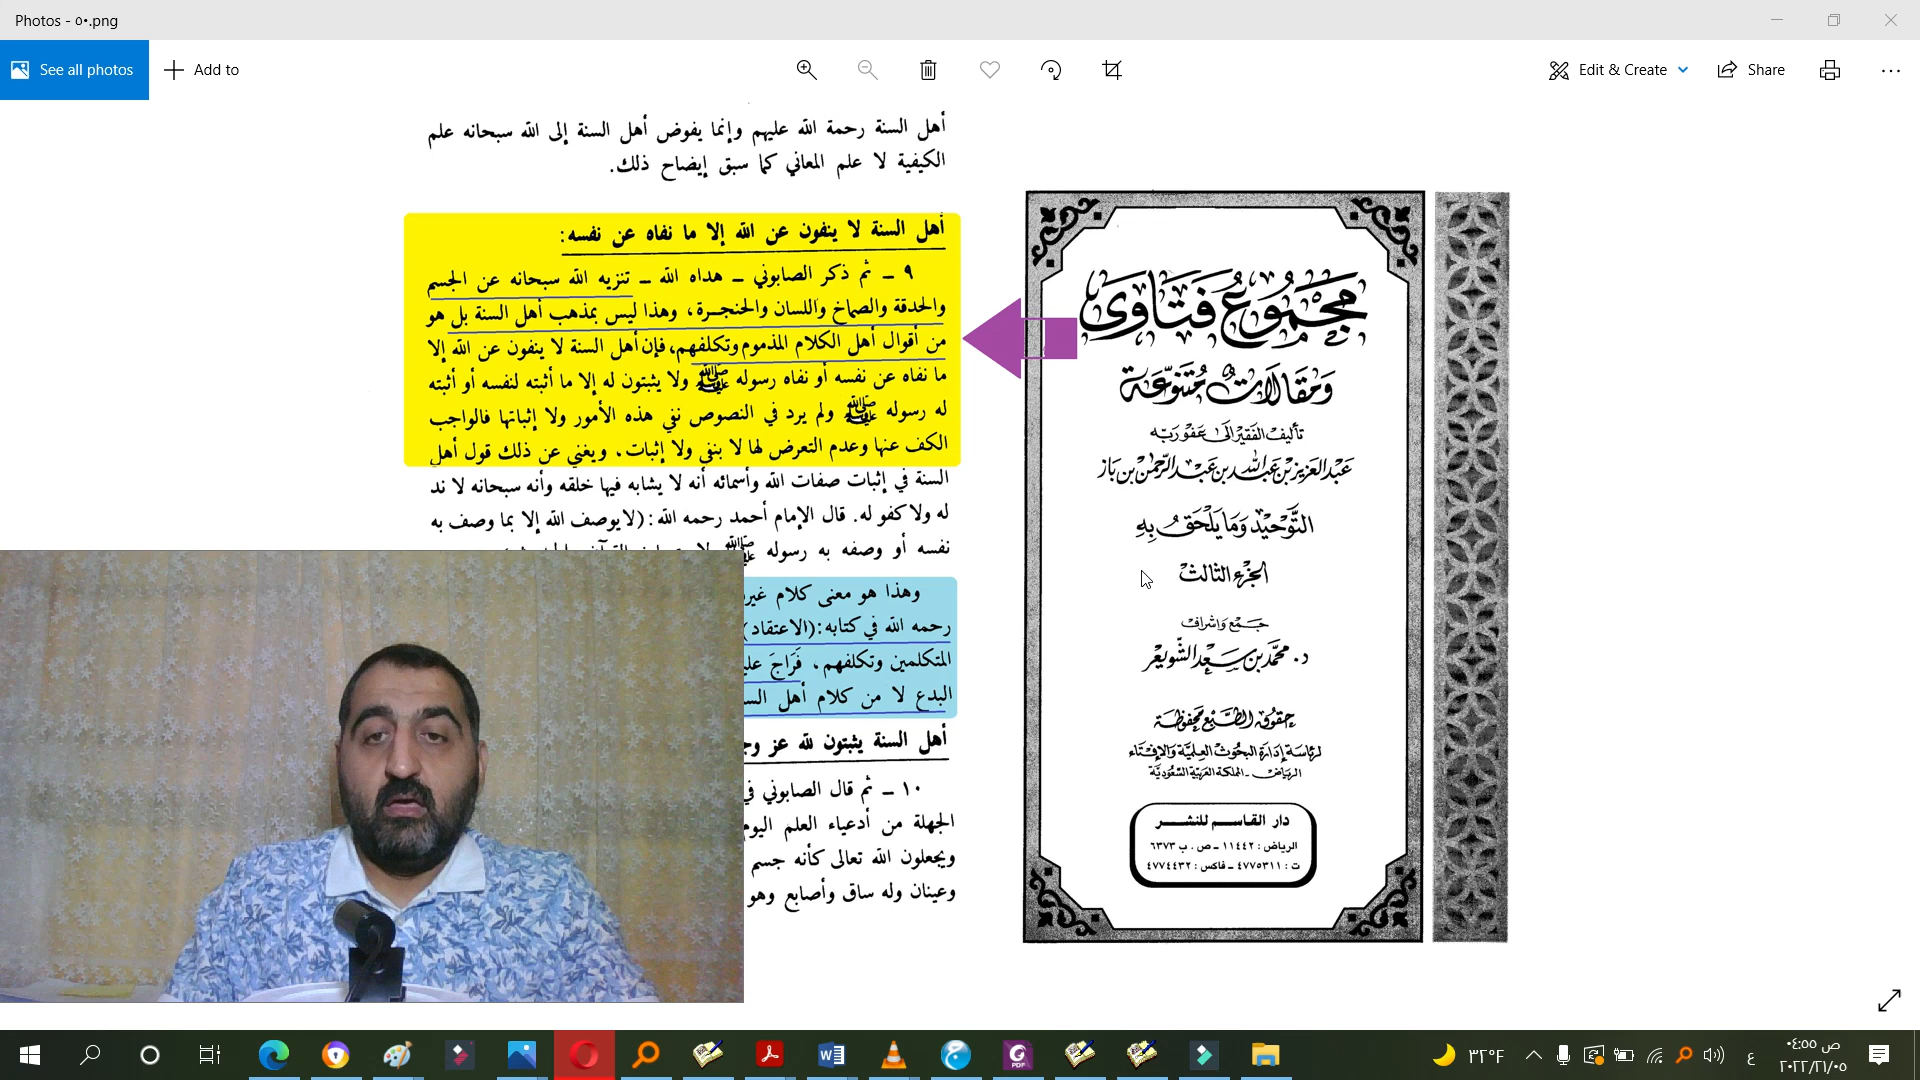 Photos - ٥٠.png
See all photos
Add to
Edit & Create
Share
أهل السنة رحمة الله عليهم وإنما يفوض أهل السنة إلى الله سبحانه علم
الكيفية لا علم المعاني كما سبق إيضاح ذلك.
أهل السنة لا ينفون عن الله إلا ما نفاه عن نفسه:
٩ ـ ثم ذكر الصابوني ـ هداه الله ـ تنزيه الله سبحانه عن الجسم
والحدقة والصماخ واللسان والحنجرة، وهذا ليس بمذهب أهل السنة بل هو
من أقوال أهل الكلام المذموم وتكلفهم، فإن أهل السنة لا ينفون عن الله إلا
ما نفاه عن نفسه أو نفاه رسوله ﷺ ولا يثبتون له إلا ما أثبته لنفسه أو أثبته
له رسوله ﷺ ولم يرد في النصوص نفي هذه الأمور ولا إثباتها فالواجب
الكف عنها وعدم التعرض لها لا بنفي ولا إثبات، ويغني عن ذلك قول أهل
السنة في إثبات صفات الله وأسمائه أنه لا يشابه فيها خلقه وأنه سبحانه لا ند
له ولا كفو له. قال الإمام أحمد رحمه الله: (لا يوصف الله إلا بما وصف به
نفسه أو وصفه به رسوله ﷺ
وهذا هو معنى كلام غير
رحمه الله في كتابه: (الاعتقاد)
المتكلمين وتكلفهم، فَرَاجَ
البدع لا من كلام أهل
أهل السنة يثبتون لله عز
١٠ ـ ثم قال الصابوني
الجهلة من أدعياء العلم اليوم
ويجعلون الله تعالى كأنه جسم
وعينان وله ساق وأصابع وهو
مجموع فتاوى
ومقالات متنوعة
تأليف الفقير إلى عفو ربه
عبد العزيز بن عبد الله بن عبد الرحمن بن باز
التوحيد وما يلحق به
الجزء الثالث
جمع وإشراف
د. محمد بن سعد الشويعر
حقوق الطبع محفوظة
لرئاسة إدارة البحوث العلمية والإفتاء
الرياض - المملكة العربية السعودية
دار القاسم للنشر
الرياض : ١١٤٤٢ ـ ص . ب ٦٣٧٣
ت : ٤٧٧٥٣١١ ـ فاكس : ٤٧٧٤٤٣٢
٣٢°F
ع
٠٤:٥٥ ص
٢٠٢٢/٢١/٠٥